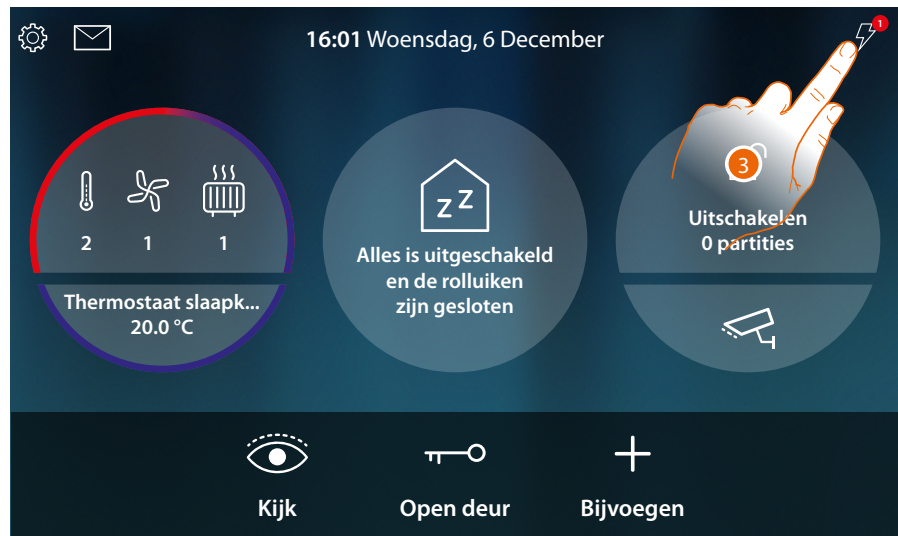 16:01 Woensdag, 6 December
1
2 1 1
Thermostaat slaapk...
20.0 °C
z Z
Alles is uitgeschakeld
en de rolluiken
zijn gesloten
3
Uitschakelen
0 partities
Kijk
Open deur
Bijvoegen